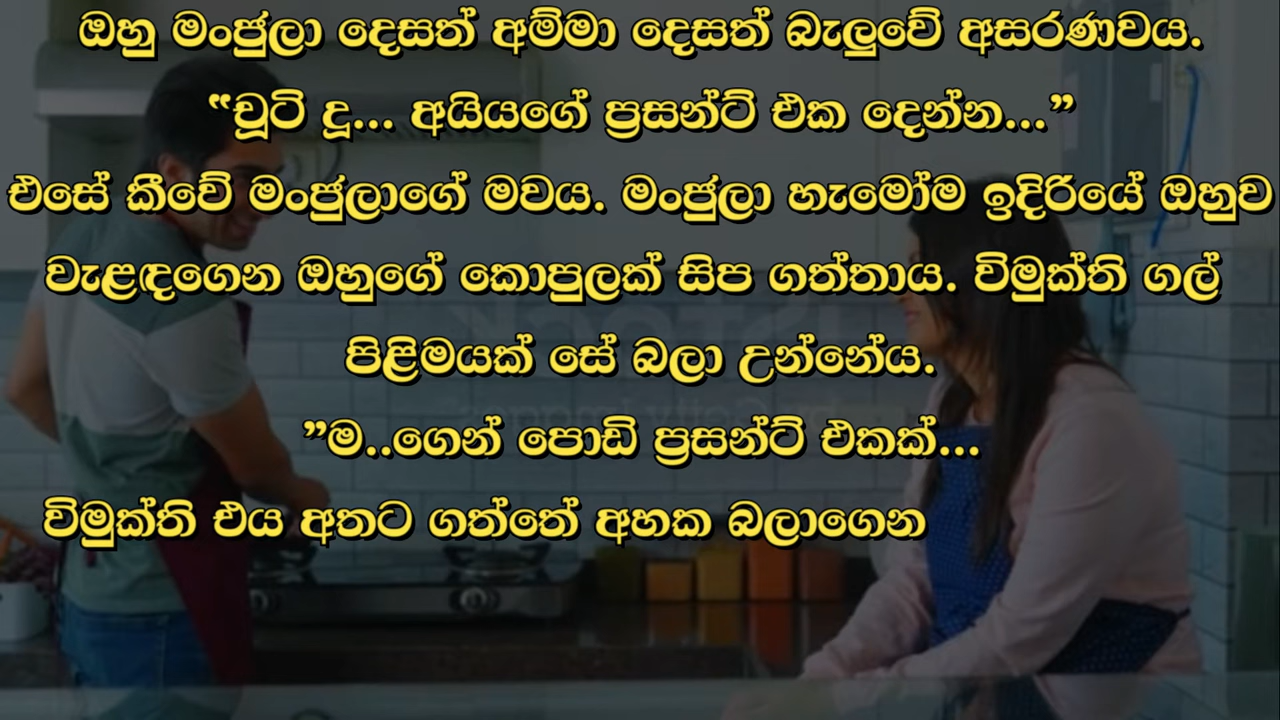 ඔහු මංජුලා දෙසත් අම්මා දෙසත් බැලුවේ අසරණවය.
“චූටි දූ... අයියගේ ප්‍රසන්ට් එක දෙන්න...”
එසේ කීවේ මංජුලාගේ මවය. මංජුලා හැමෝම ඉදිරියේ ඔහුව
වැළඳගෙන ඔහුගේ කොපුලක් සිප ගත්තාය. විමුක්ති ගල්
පිළිමයක් සේ බලා උන්නේය.
”ම..ගෙන් පොඩි ප්‍රසන්ට් එකක්...
විමුක්ති එය අතට ගත්තේ අහක බලාගෙන